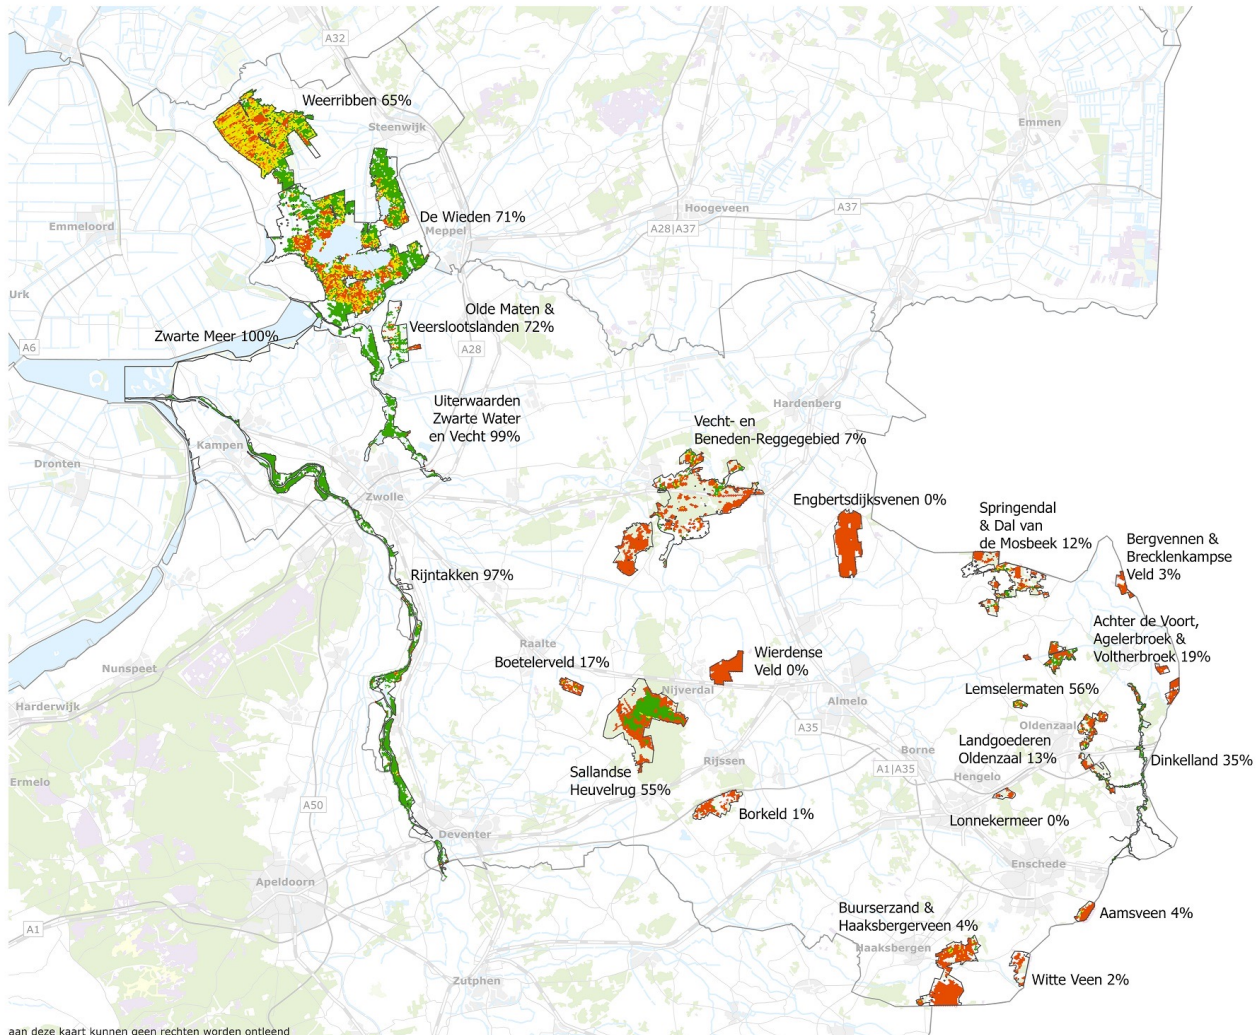 A32
Weerribben 65%
Steenwijk
Emmen
Emmeloord
De Wieden 71%
Meppel
Hoogeveen
A37
A28|A37
Urk
Olde Maten &
Veerslootslanden 72%
Zwarte Meer 100%
A6
A28
Uiterwaarden
Zwarte Water
en Vecht 99%
Hardenberg
Vecht- en
Beneden-Reggegebied 7%
Kampen
Dronten
Zwolle
Engbertsdijksvenen 0%
Springendal
& Dal van
de Mosbeek 12%
Bergvennen &
Brecklenkampse
Veld 3%
Rijntakken 97%
Achter de Voort,
Agelerbroek &
Voltherbroek 19%
Raalte
Boetelerveld 17%
Wierdense
Veld 0%
Nunspeet
Nijverdal
Almelo
Lemselermaten 56%
Harderwijk
A35
Oldenzaal
Landgoederen
Oldenzaal 13%
Borne
Dinkelland 35%
Rijssen
A1|A35
Hengelo
Sallandse
Heuvelrug 55%
Ermelo
A50
Borkeld 1%
Lonnekermeer 0%
Deventer
Enschede
Apeldoorn
A1
Buurserzand &
Haaksbergerveen 4%
Aamsveen 4%
Haaksbergen
Zutphen
Witte Veen 2%
aan deze kaart kunnen geen rechten worden ontleend